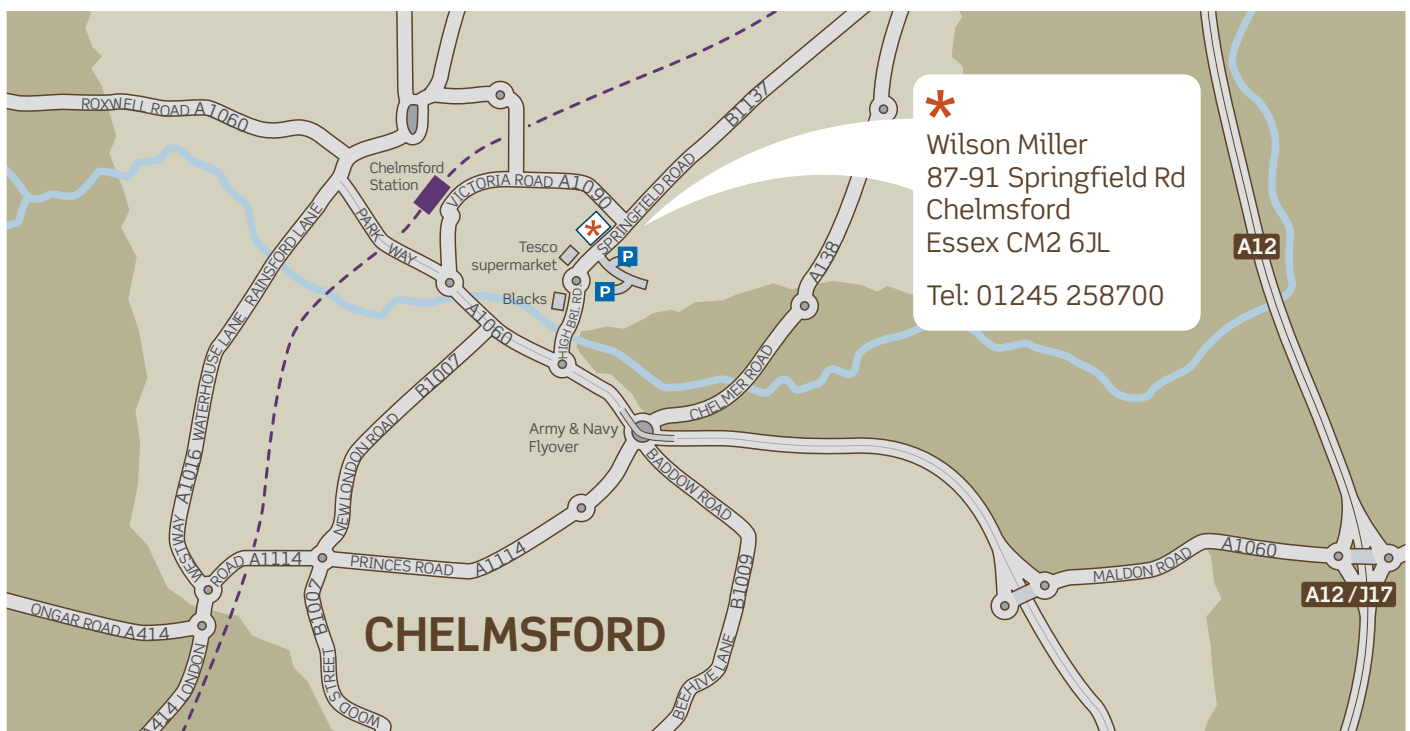 ROXWELL ROAD A1060
Chelmsford
Station
VICTORIA ROAD A1090
B1137
SPRINGFIELD ROAD
*
Wilson Miller
87-91 Springfield Rd
Chelmsford
Essex CM2 6JL
Tel: 01245 258700
A12
*
PARK WAY
RAINSFORD LANE
WATERHOUSE LANE
A1016
WESTWAY
Tesco
supermarket
P
P
Blacks
HIGH BRI. RD
A1060
A138
CHELMER ROAD
B1007
NEW LONDON ROAD
Army & Navy
Flyover
BADDOW ROAD
B1009
BEEHIVE LANE
ROAD A1114
PRINCES ROAD
A1114
MALDON ROAD
A1060
A12/J17
ONGAR ROAD A414
A414 LONDON
B1007
WOOD STREET
CHELMSFORD